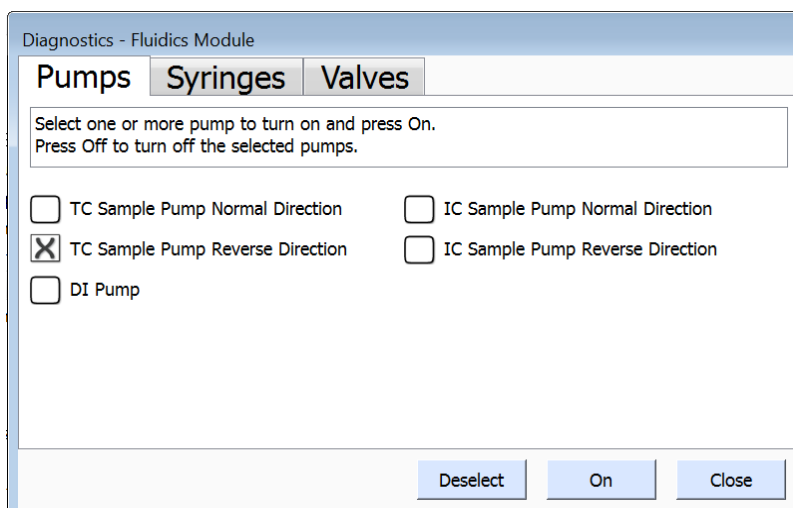 Diagnostics - Fluidics Module
Pumps Syringes Valves
Select one or more pump to turn on and press On.
Press Off to turn off the selected pumps.
TC Sample Pump Normal Direction IC Sample Pump Normal Direction
TC Sample Pump Reverse Direction IC Sample Pump Reverse Direction
DI Pump
Deselect On Close